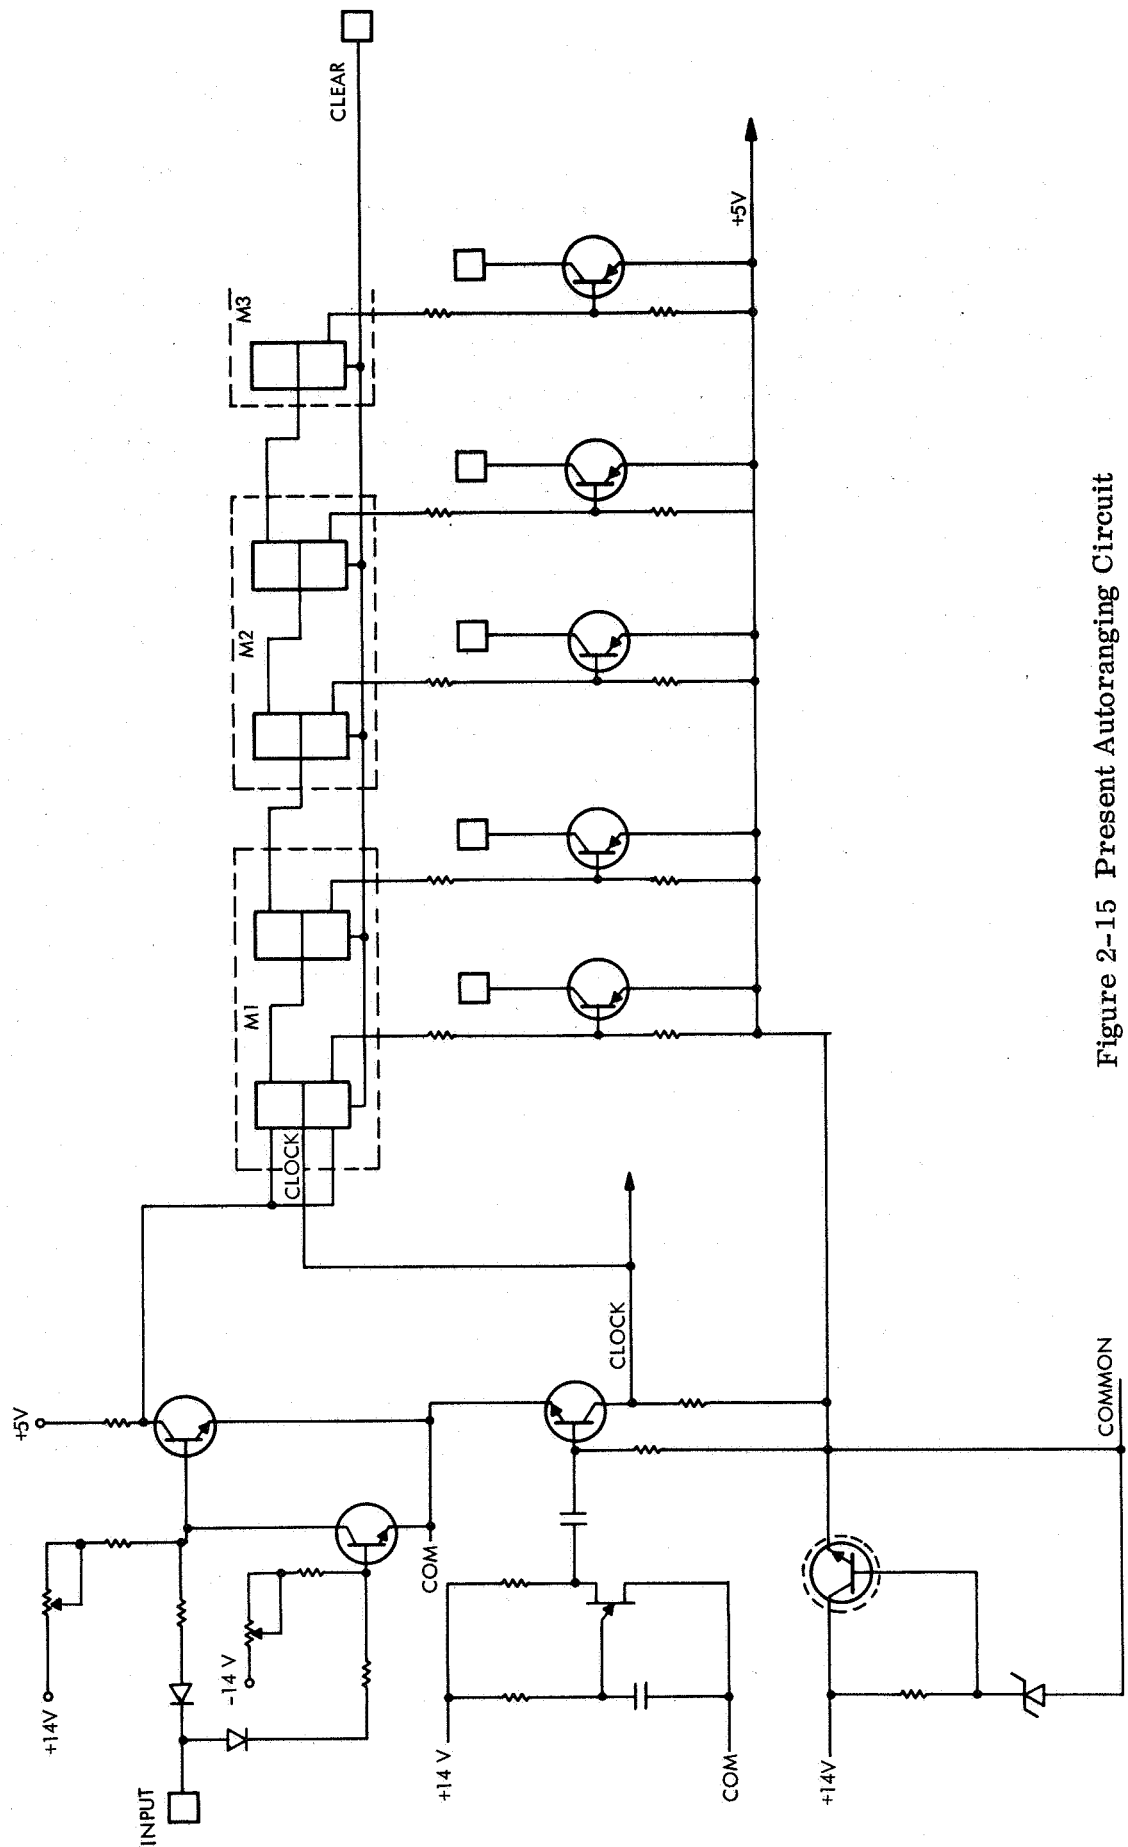 INPUT
+14V
-14 V
+5V
COM
+14 V
COM
CLOCK
+14V
COMMON
CLOCK
M1
M2
M3
CLEAR
+5V
Figure 2-15 Present Autoranging Circuit